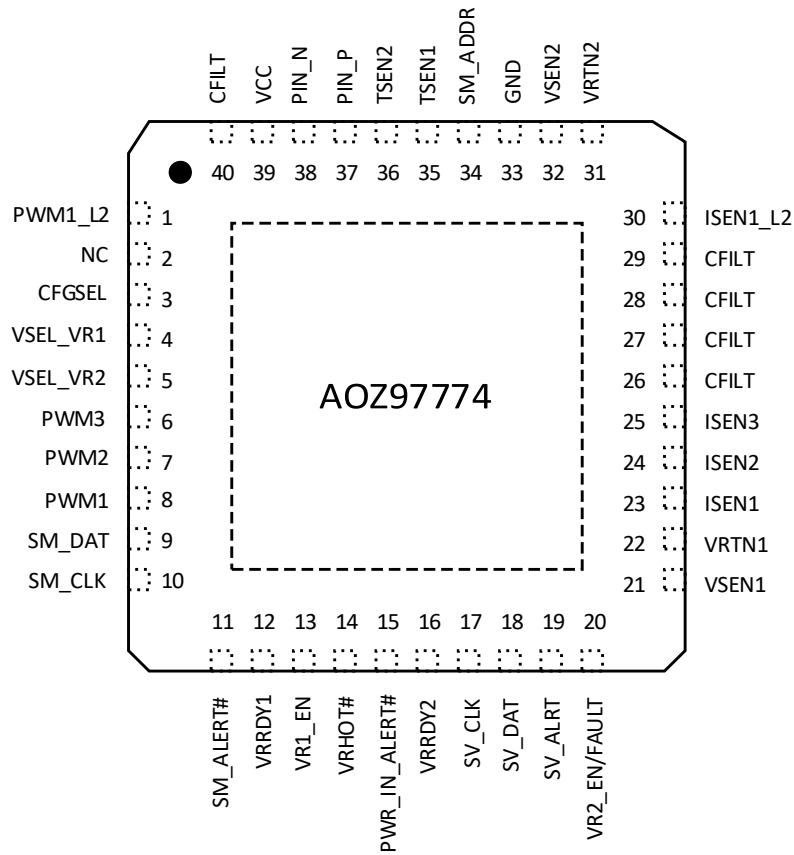 CFILT
VCC
PIN_N
PIN_P
TSEN2
TSEN1
SM_ADDR
GND
VSEN2
VRTN2
40 39 38 37 36 35 34 33 32 31
PWM1_L2 1
NC 2
CFGSEL 3
VSEL_VR1 4
VSEL_VR2 5
PWM3 6
PWM2 7
PWM1 8
SM_DAT 9
SM_CLK 10
AOZ97774
30 ISEN1_L2
29 CFILT
28 CFILT
27 CFILT
26 CFILT
25 ISEN3
24 ISEN2
23 ISEN1
22 VRTN1
21 VSEN1
11 12 13 14 15 16 17 18 19 20
SM_ALERT#
VRRDY1
VR1_EN
VRHOT#
PWR_IN_ALERT#
VRRDY2
SV_CLK
SV_DAT
SV_ALRT
VR2_EN/FAULT